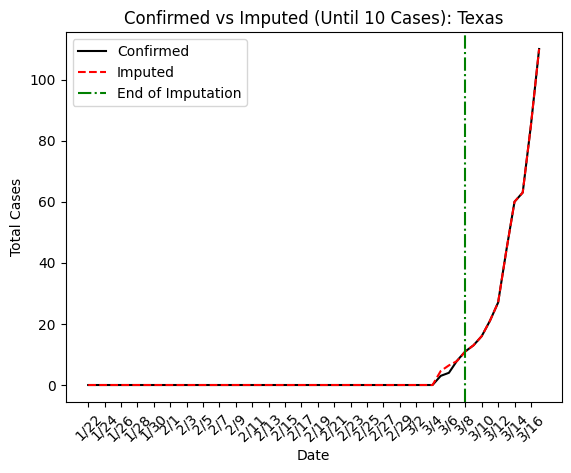 Confirmed vs Imputed (Until 10 Cases): Texas
Confirmed
Imputed
End of Imputation
Total Cases
100
80
60
40
20
0
1/22 1/24 1/26 1/28 1/30 2/1 2/3 2/5 2/7 2/9 2/11 2/13 2/15 2/17 2/19 2/21 2/23 2/25 2/27 2/29 3/2 3/4 3/6 3/8 3/10 3/12 3/14 3/16
Date